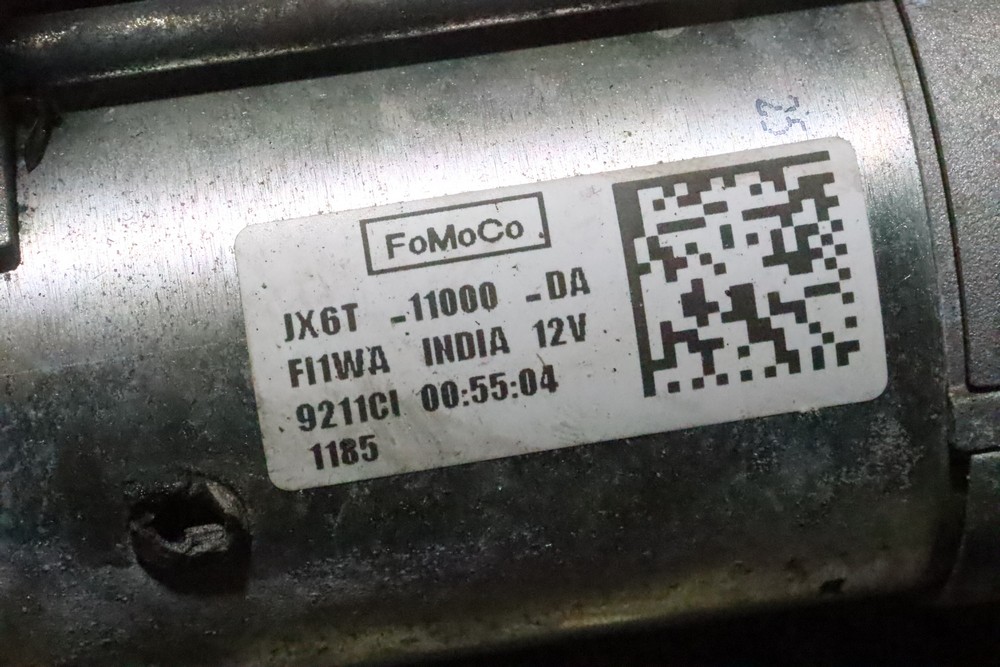 FoMoCo
JX6T -11000 -DA
FI1WA INDIA 12V
9211CI 00:55:04
1185